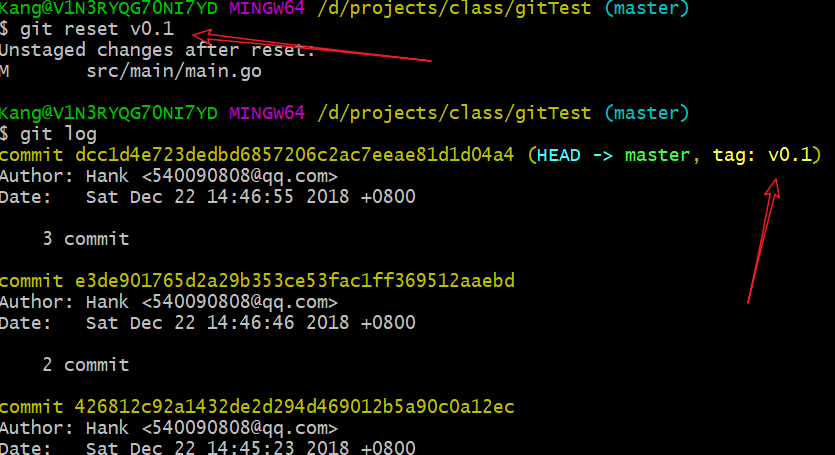 Kang@V1N3RYQG7ONI7YD MINGW64 /d/projects/class/gitTest (master)
$ git reset v0.1
Unstaged changes after reset:
M       src/main/main.go
Kang@V1N3RYQG7ONI7YD MINGW64 /d/projects/class/gitTest (master)
$ git log
commit dcc1d4e723dedbd6857206c2ac7eeae81d1d04a4 (HEAD -> master, tag: v0.1)
Author: Hank <540090808@qq.com>
Date:   Sat Dec 22 14:46:55 2018 +0800
3 commit
commit e3de901765d2a29b353ce53fac1ff369512aaebd
Author: Hank <540090808@qq.com>
Date:   Sat Dec 22 14:46:46 2018 +0800
2 commit
commit 426812c92a1432de2d294d469012b5a90c0a12ec
Author: Hank <540090808@qq.com>
Date:   Sat Dec 22 14:45:23 2018 +0800